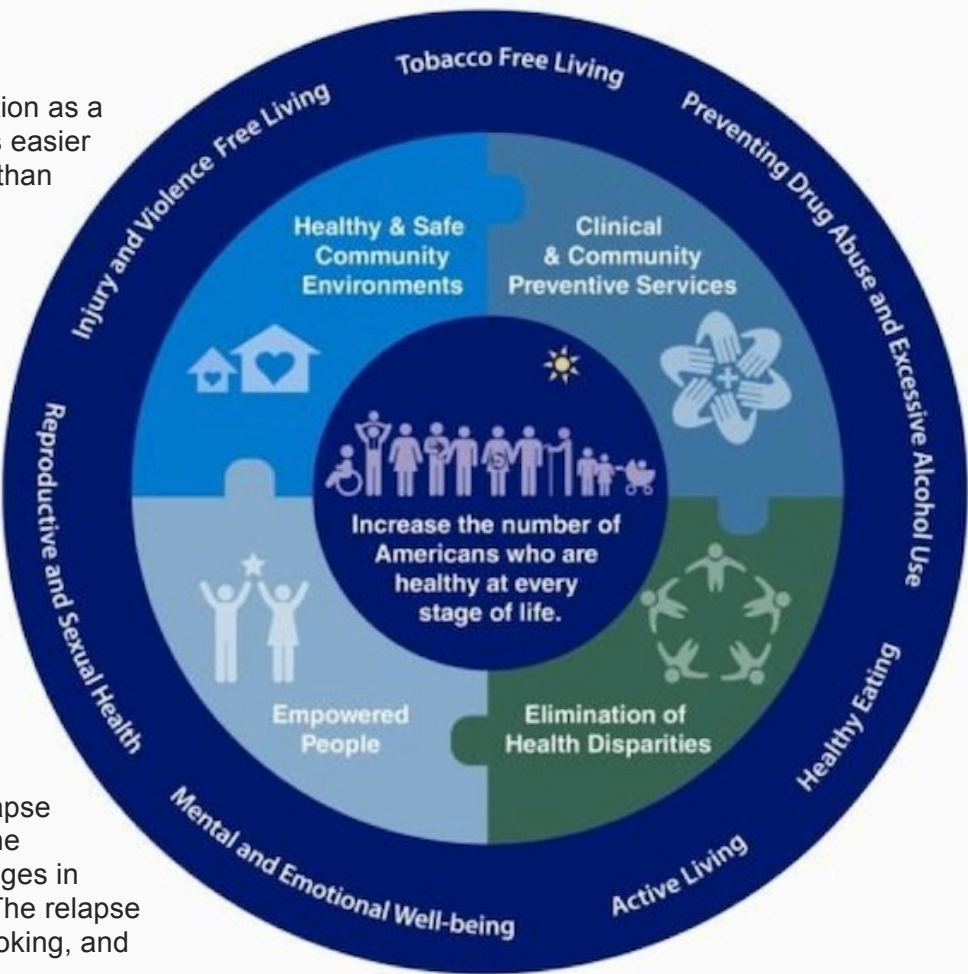 tion as a
s easier
than
Tobacco Free Living
Preventing Drug Abuse and Excessive Alcohol Use
Healthy Eating
Active Living
Mental and Emotional Well-being
Reproductive and Sexual Health
Injury and Violence Free Living
Healthy & Safe
Community
Environments
Clinical
& Community
Preventive Services
Increase the number of
Americans who are
healthy at every
stage of life.
Empowered
People
Elimination of
Health Disparities
apse
ne
ges in
The relapse
oking, and